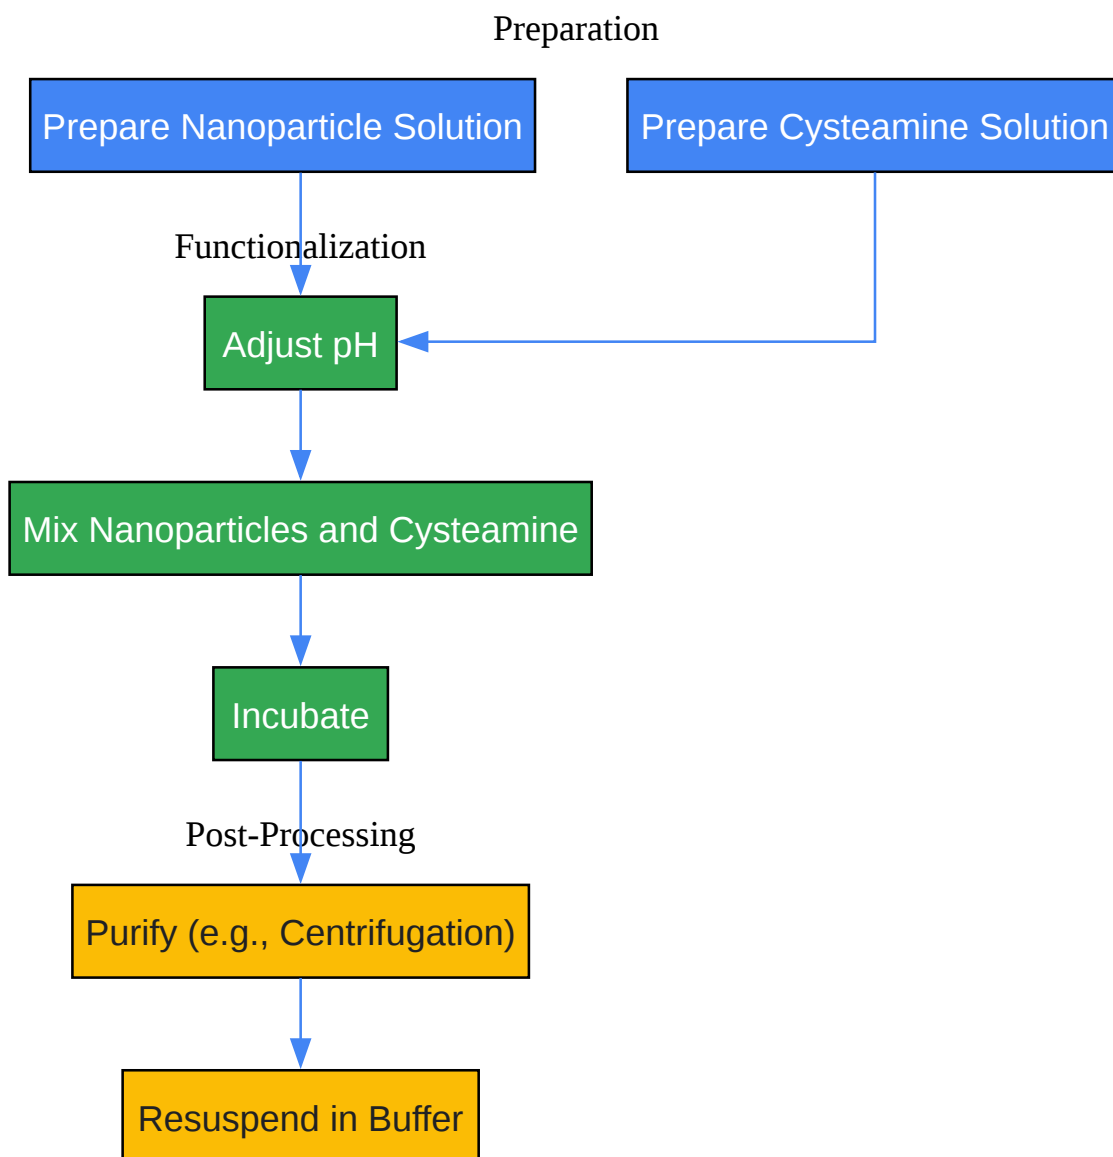 Preparation
Prepare Nanoparticle Solution
Prepare Cysteamine Solution
Functionalization
Adjust pH
Mix Nanoparticles and Cysteamine
Incubate
Post-Processing
Purify (e.g., Centrifugation)
Resuspend in Buffer